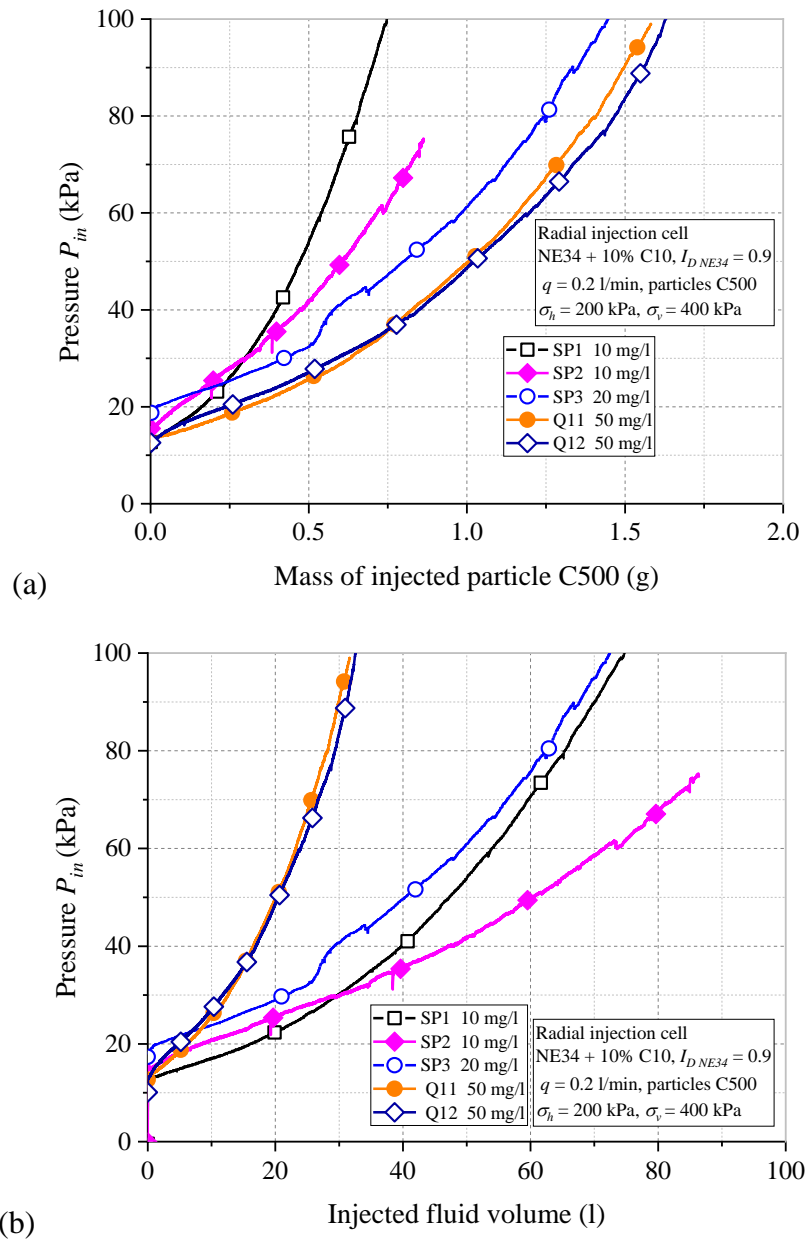 100
80
60
40
20
0
Pressure P_in (kPa)
Radial injection cell
NE34 + 10% C10, I_D NE34 = 0.9
q = 0.2 l/min, particles C500
σ_h = 200 kPa, σ_v = 400 kPa
SP1 10 mg/l
SP2 10 mg/l
SP3 20 mg/l
Q11 50 mg/l
Q12 50 mg/l
0.0 0.5 1.0 1.5 2.0
Mass of injected particle C500 (g)
(a)
100
80
60
40
20
0
Pressure P_in (kPa)
SP1 10 mg/l
SP2 10 mg/l
SP3 20 mg/l
Q11 50 mg/l
Q12 50 mg/l
Radial injection cell
NE34 + 10% C10, I_D NE34 = 0.9
q = 0.2 l/min, particles C500
σ_h = 200 kPa, σ_v = 400 kPa
0 20 40 60 80 100
Injected fluid volume (l)
(b)